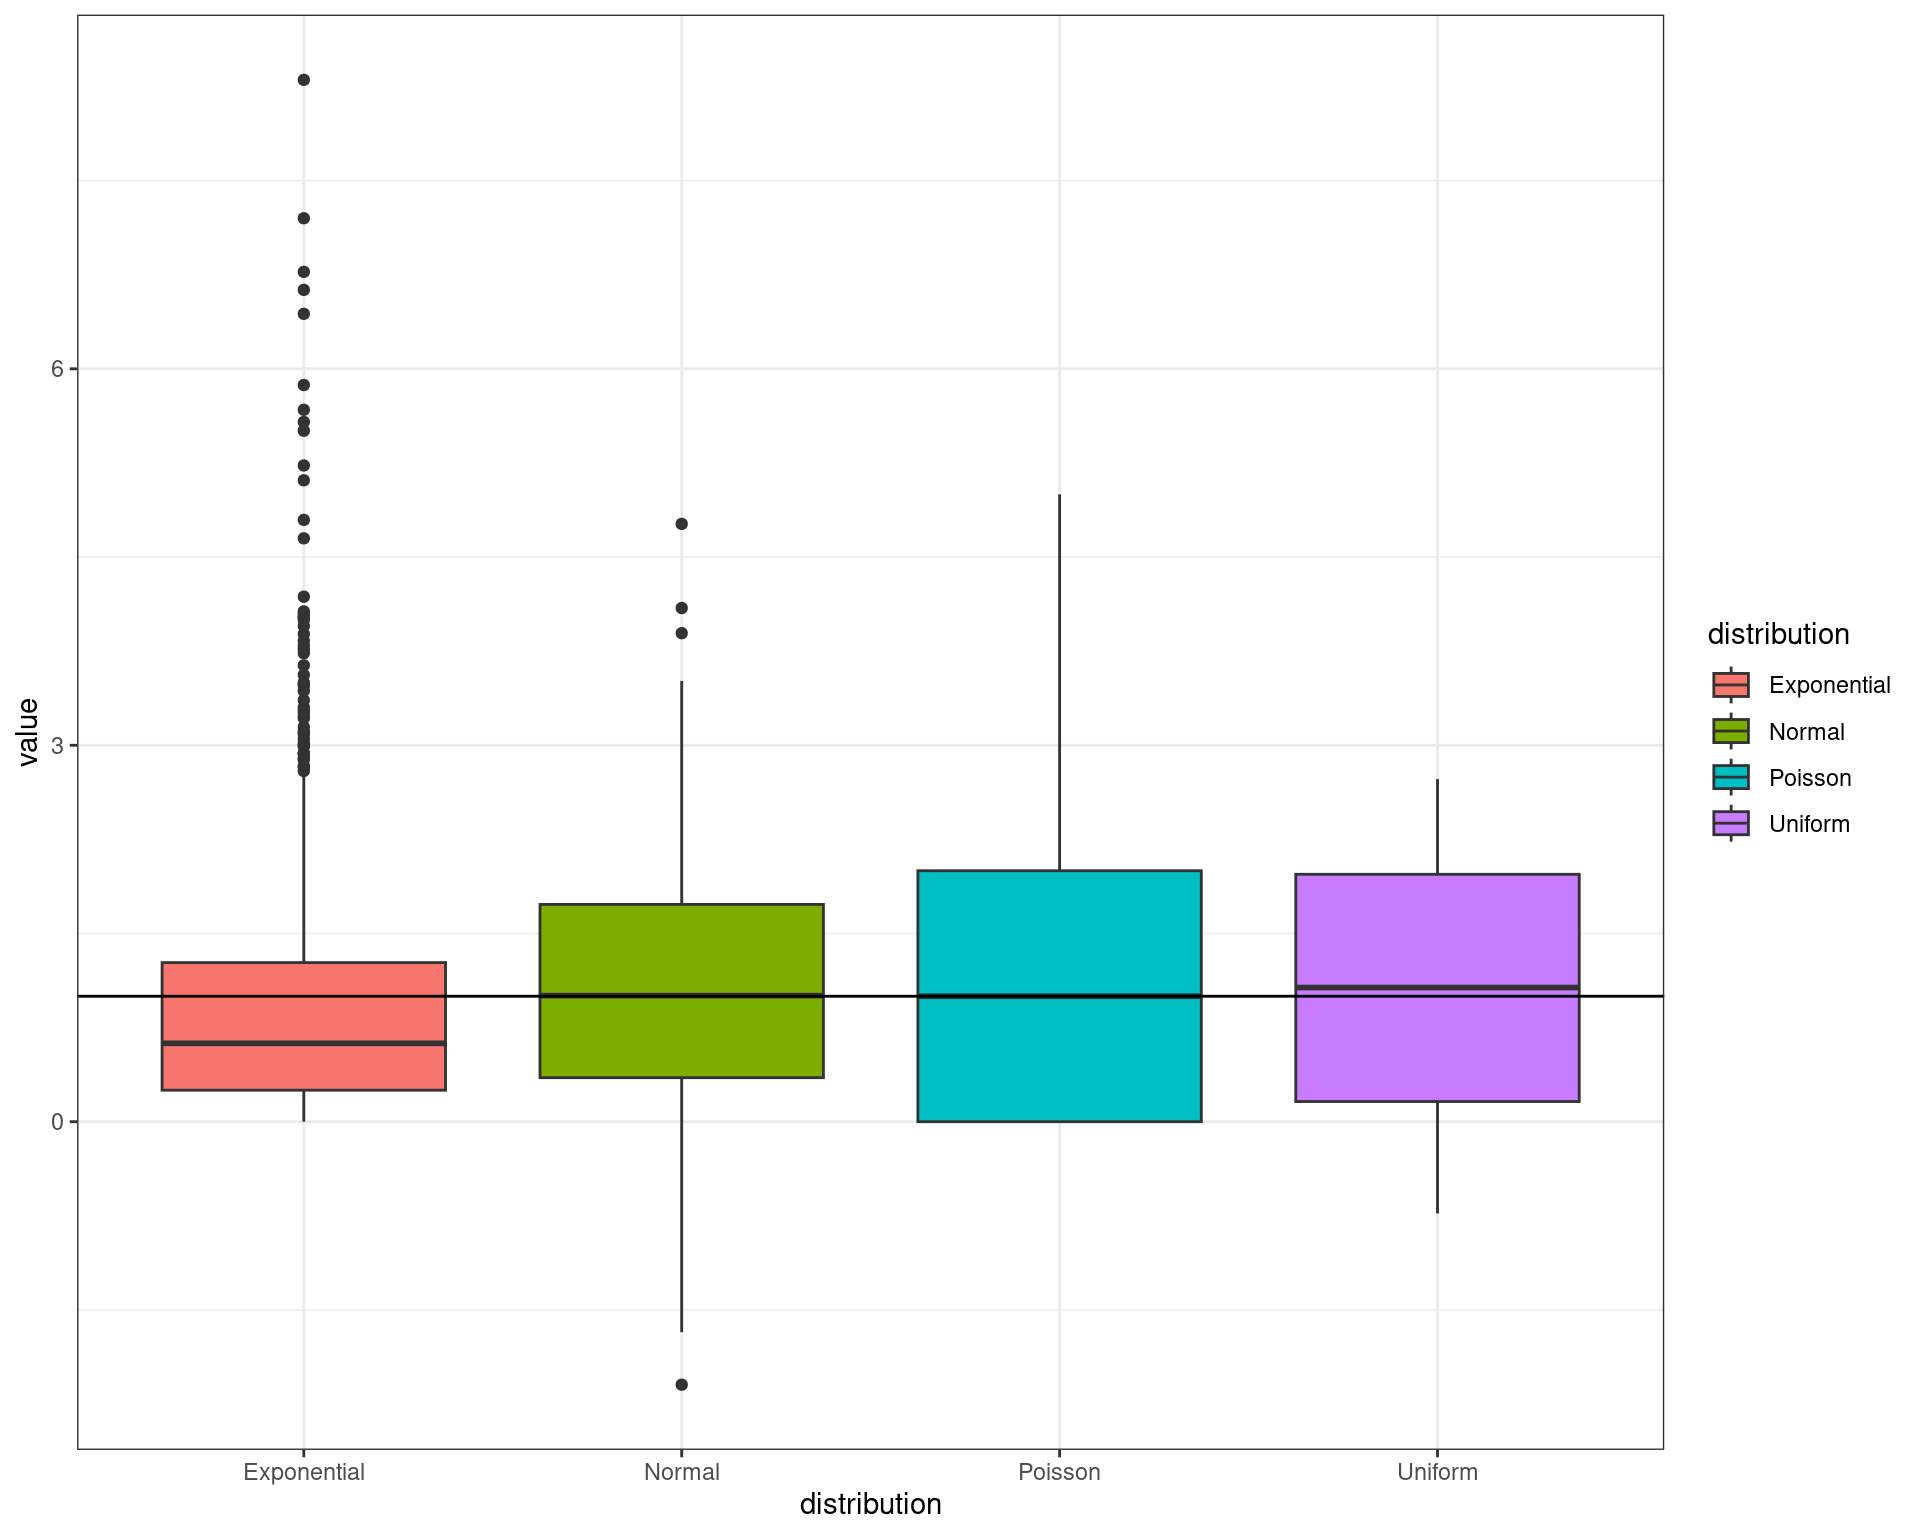 value
6
3
0
Exponential
Normal
Poisson
Uniform
distribution
distribution
Exponential
Normal
Poisson
Uniform